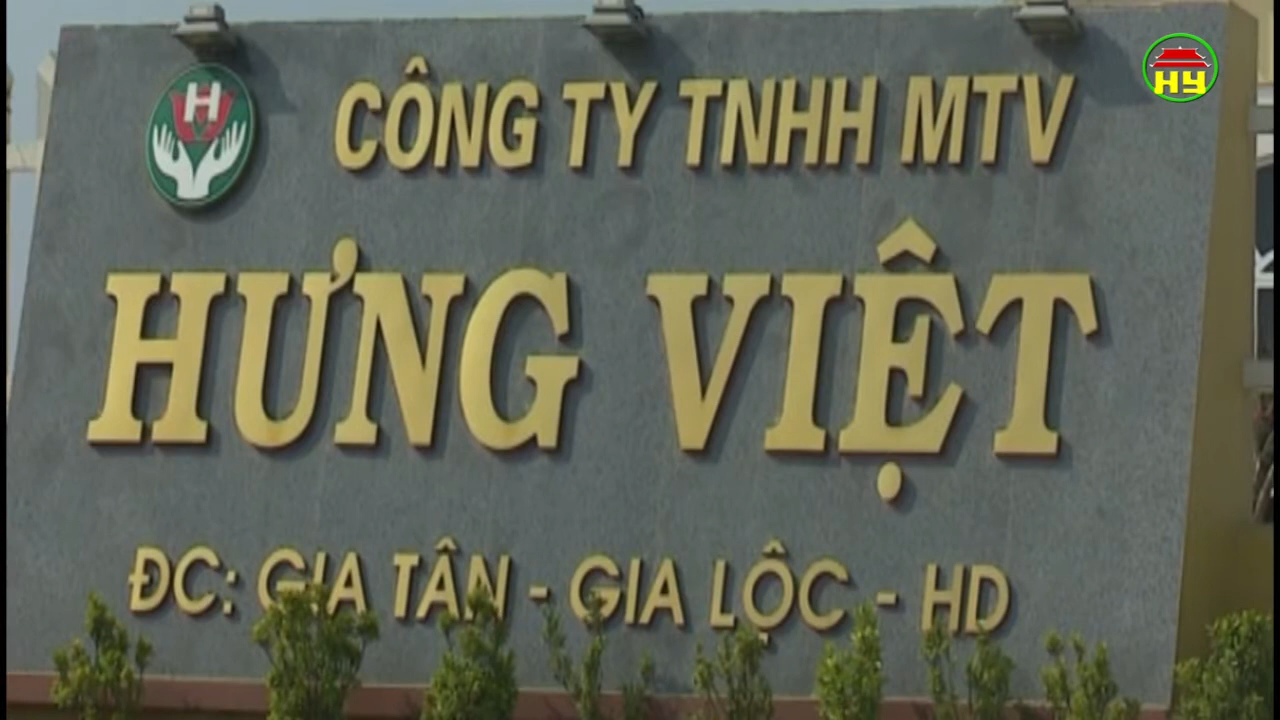 HY
H
CÔNG TY TNHH MTV
HƯNG VIỆT
ĐC: GIA TÂN - GIA LỘC - HD